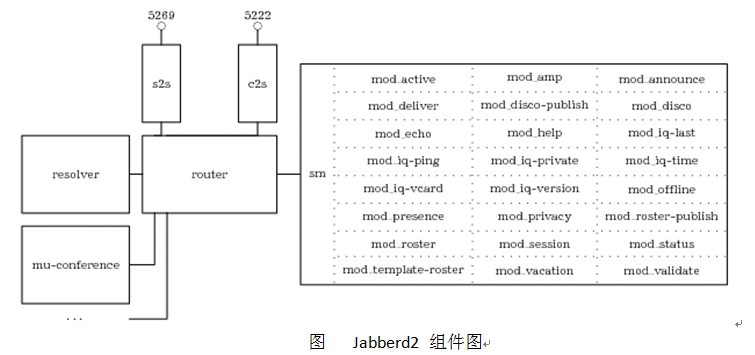 5269 5222
s2s c2s
mod_active mod_amp mod_announce
mod_deliver mod_disco-publish mod_disco
mod_echo mod_help mod_iq-last
resolver router sm mod_iq-ping mod_iq-private mod_iq-time
mod_iq-vcard mod_iq-version mod_offline
mod_presence mod_privacy mod_roster-publish
mod_roster mod_session mod_status
mu-conference mod_template-roster mod_vacation mod_validate
...
图 Jabberd2 组件图